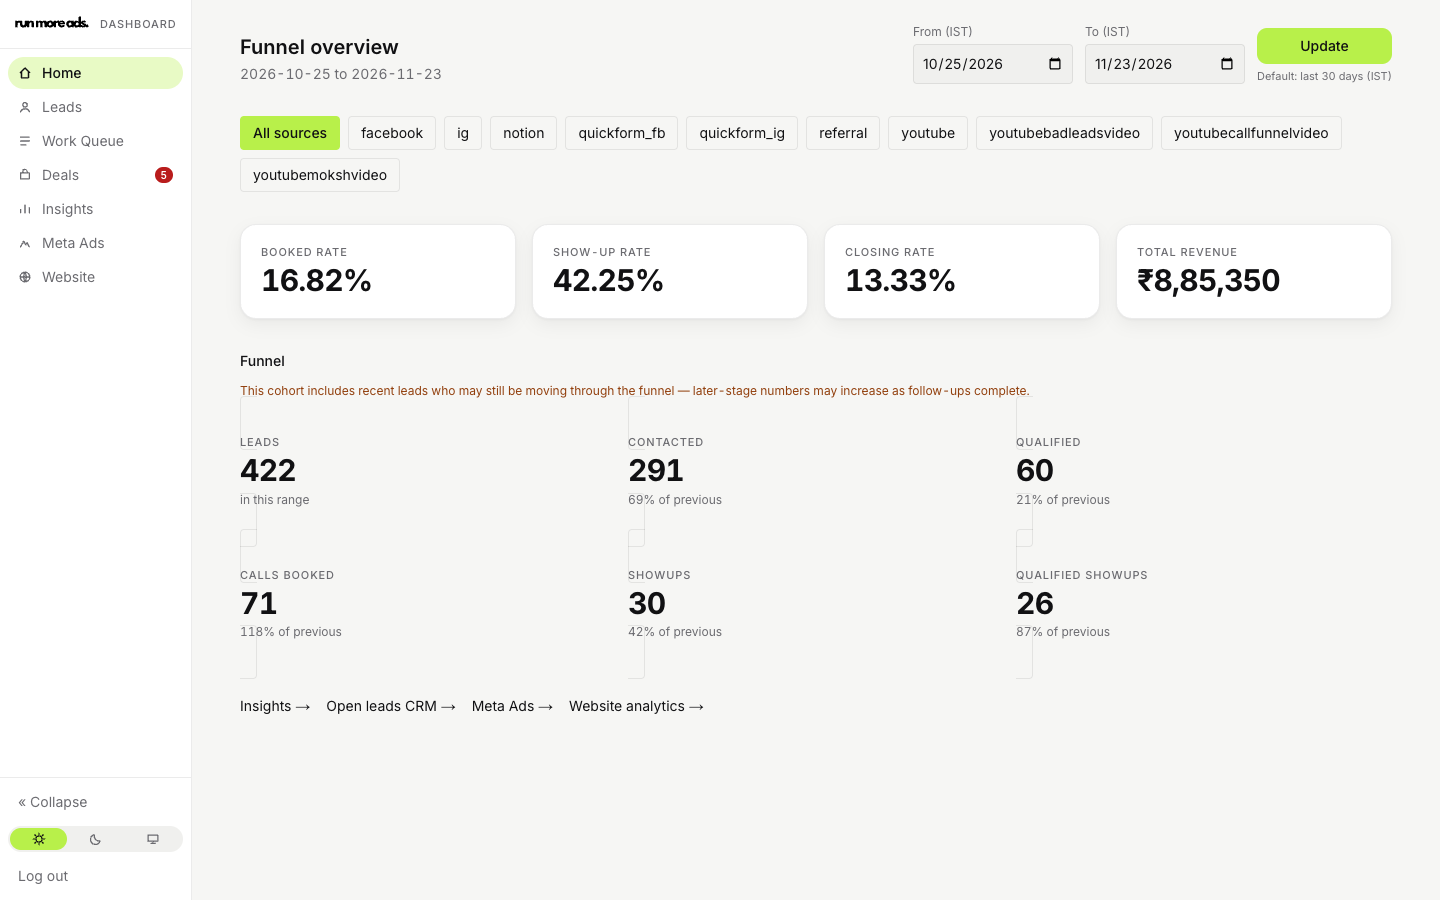 run more ads. DASHBOARD
Home
Leads
Work Queue
Deals 5
Insights
Meta Ads
Website
« Collapse
Log out
Funnel overview
2026-10-25 to 2026-11-23
From (IST)
10/25/2026
To (IST)
11/23/2026
Update
Default: last 30 days (IST)
All sources facebook ig notion quickform_fb quickform_ig referral youtube youtubebadleadsvideo youtubecallfunnelvideo
youtubemokshvideo
BOOKED RATE
16.82%
SHOW-UP RATE
42.25%
CLOSING RATE
13.33%
TOTAL REVENUE
₹8,85,350
Funnel
This cohort includes recent leads who may still be moving through the funnel — later-stage numbers may increase as follow-ups complete.
LEADS
422
in this range
CONTACTED
291
69% of previous
QUALIFIED
60
21% of previous
CALLS BOOKED
71
118% of previous
SHOWUPS
30
42% of previous
QUALIFIED SHOWUPS
26
87% of previous
Insights → Open leads CRM → Meta Ads → Website analytics →